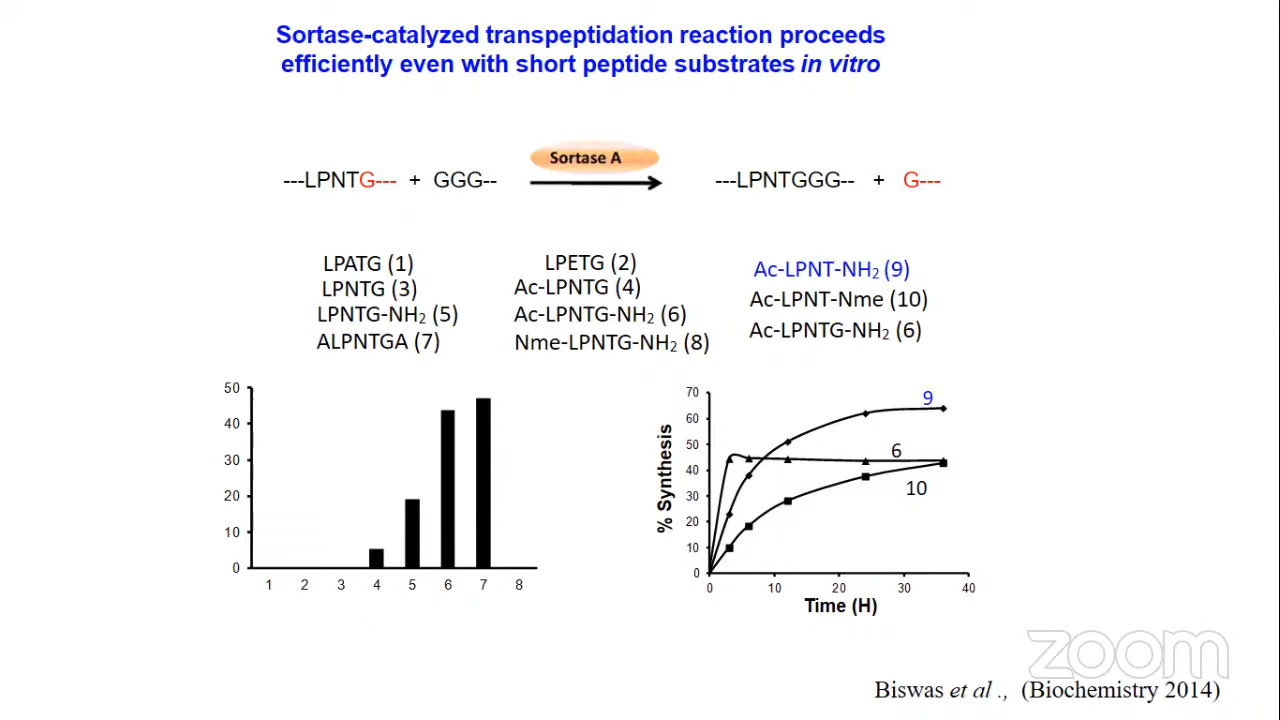 Sortase-catalyzed transpeptidation reaction proceeds
efficiently even with short peptide substrates in vitro
Sortase A
---LPNTG--- + GGG-- ---LPNTGGG-- + G---
LPATG (1) LPETG (2) Ac-LPNT-NH₂ (9)
LPNTG (3) Ac-LPNTG (4) Ac-LPNT-Nme (10)
LPNTG-NH₂ (5) Ac-LPNTG-NH₂ (6) Ac-LPNTG-NH₂ (6)
ALPNTGA (7) Nme-LPNTG-NH₂ (8)
50
40
30
20
10
0
1 2 3 4 5 6 7 8
% Synthesis
70
60
50
40
30
20
10
0
9
6
10
0 10 20 30 40
Time (H)
zoom
Biswas et al ., (Biochemistry 2014)